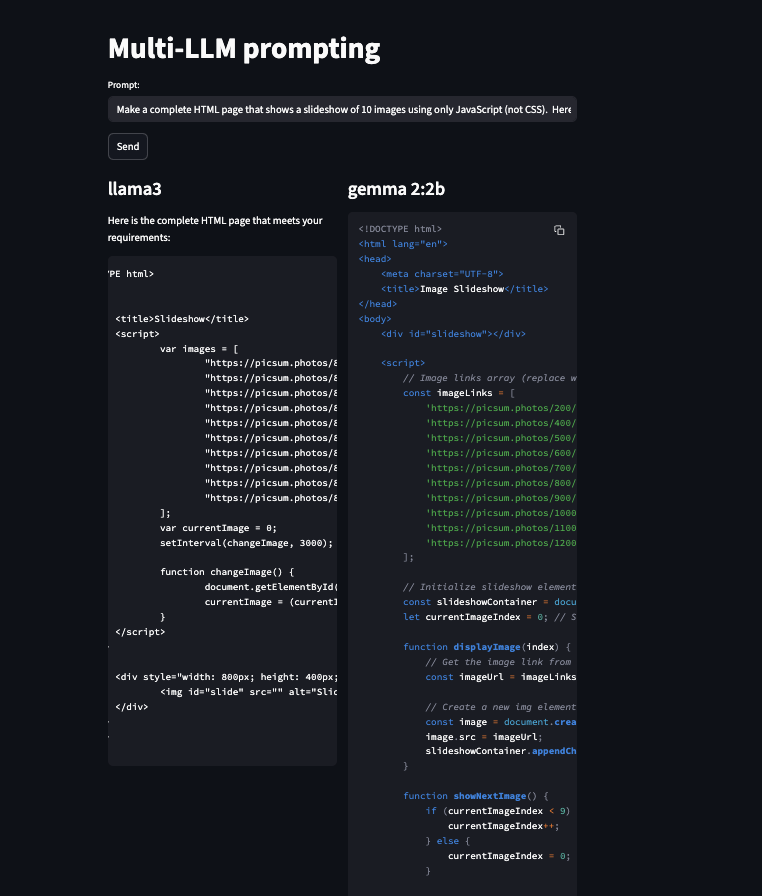 Multi-LLM prompting
Prompt:
Make a complete HTML page that shows a slideshow of 10 images using only JavaScript (not CSS). Here
Send
llama3
Here is the complete HTML page that meets your
requirements:
PE html>
<title>Slideshow</title>
<script>
var images = [
"https://picsum.photos/8
"https://picsum.photos/8
"https://picsum.photos/8
"https://picsum.photos/8
"https://picsum.photos/8
"https://picsum.photos/8
"https://picsum.photos/8
"https://picsum.photos/8
"https://picsum.photos/8
"https://picsum.photos/8
];
var currentImage = 0;
setInterval(changeImage, 3000);
function changeImage() {
document.getElementById(
currentImage = (currentI
}
</script>
<div style="width: 800px; height: 400px;
<img id="slide" src="" alt="Slid
</div>
gemma 2:2b
<!DOCTYPE html>
<html lang="en">
<head>
<meta charset="UTF-8">
<title>Image Slideshow</title>
</head>
<body>
<div id="slideshow"></div>
<script>
// Image links array (replace w
const imageLinks = [
'https://picsum.photos/200/
'https://picsum.photos/400/
'https://picsum.photos/500/
'https://picsum.photos/600/
'https://picsum.photos/700/
'https://picsum.photos/800/
'https://picsum.photos/900/
'https://picsum.photos/1000
'https://picsum.photos/1100
'https://picsum.photos/1200
];
// Initialize slideshow element
const slideshowContainer = docu
let currentImageIndex = 0; // S
function displayImage(index) {
// Get the image link from
const imageUrl = imageLinks
// Create a new img element
const image = document.crea
image.src = imageUrl;
slideshowContainer.appendCh
}
function showNextImage() {
if (currentImageIndex < 9)
currentImageIndex++;
} else {
currentImageIndex = 0;
}